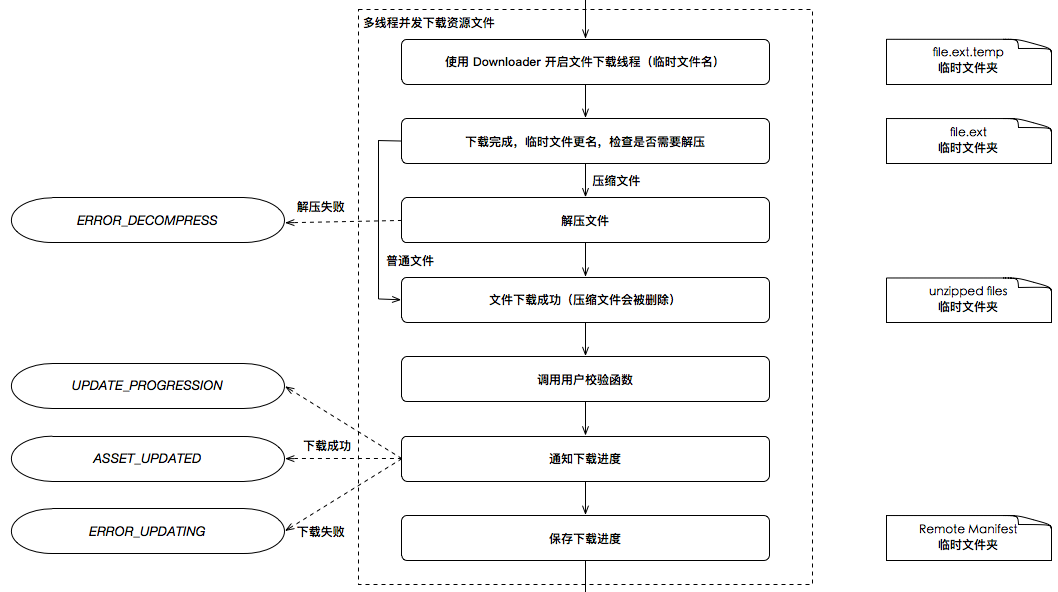 多线程并发下载资源文件
使用 Downloader 开启文件下载线程（临时文件名）
file.ext.temp
临时文件夹
下载完成，临时文件更名，检查是否需要解压
file.ext
临时文件夹
压缩文件
解压失败
ERROR_DECOMPRESS
解压文件
普通文件
文件下载成功（压缩文件会被删除）
unzipped files
临时文件夹
调用用户校验函数
UPDATE_PROGRESSION
下载成功
ASSET_UPDATED
通知下载进度
ERROR_UPDATING
下载失败
保存下载进度
Remote Manifest
临时文件夹